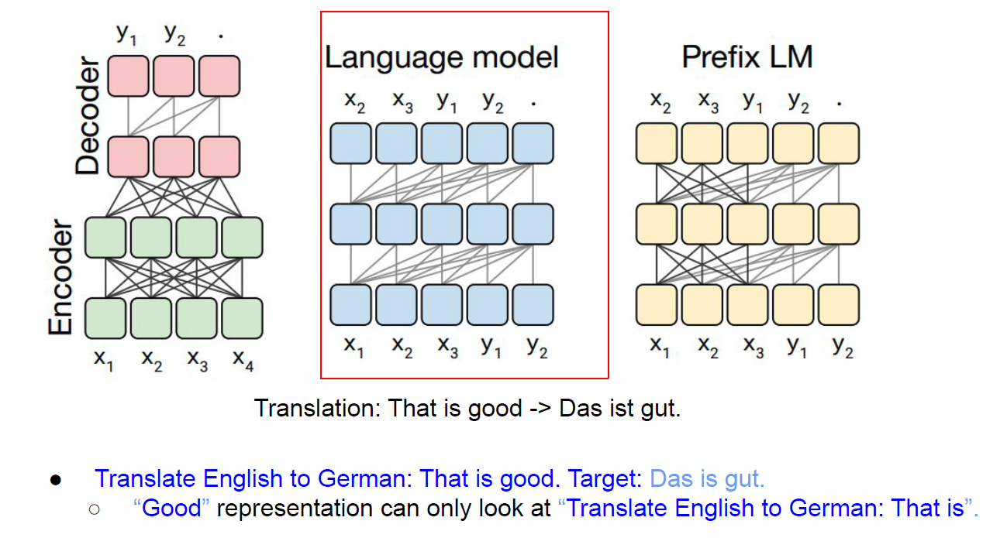 y1 y2 .
Decoder
Encoder
x1 x2 x3 x4
Language model
x2 x3 y1 y2 .
x1 x2 x3 y1 y2
Prefix LM
x2 x3 y1 y2 .
x1 x2 x3 y1 y2
Translation: That is good -> Das ist gut.
● Translate English to German: That is good. Target: Das is gut.
○ “Good” representation can only look at “Translate English to German: That is”.